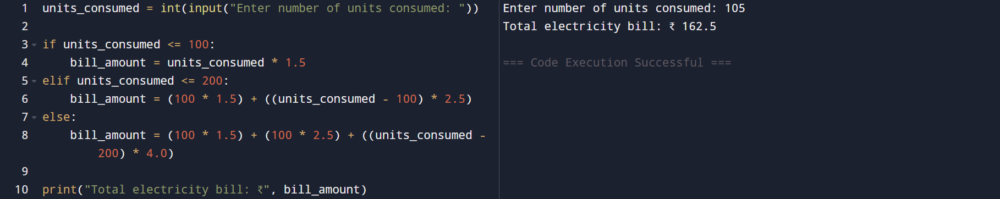 1 units_consumed = int(input("Enter number of units consumed: "))
2
3 if units_consumed <= 100:
4     bill_amount = units_consumed * 1.5
5 elif units_consumed <= 200:
6     bill_amount = (100 * 1.5) + ((units_consumed - 100) * 2.5)
7 else:
8     bill_amount = (100 * 1.5) + (100 * 2.5) + ((units_consumed -
        200) * 4.0)
9
10 print("Total electricity bill: ₹", bill_amount)
Enter number of units consumed: 105
Total electricity bill: ₹ 162.5
=== Code Execution Successful ===